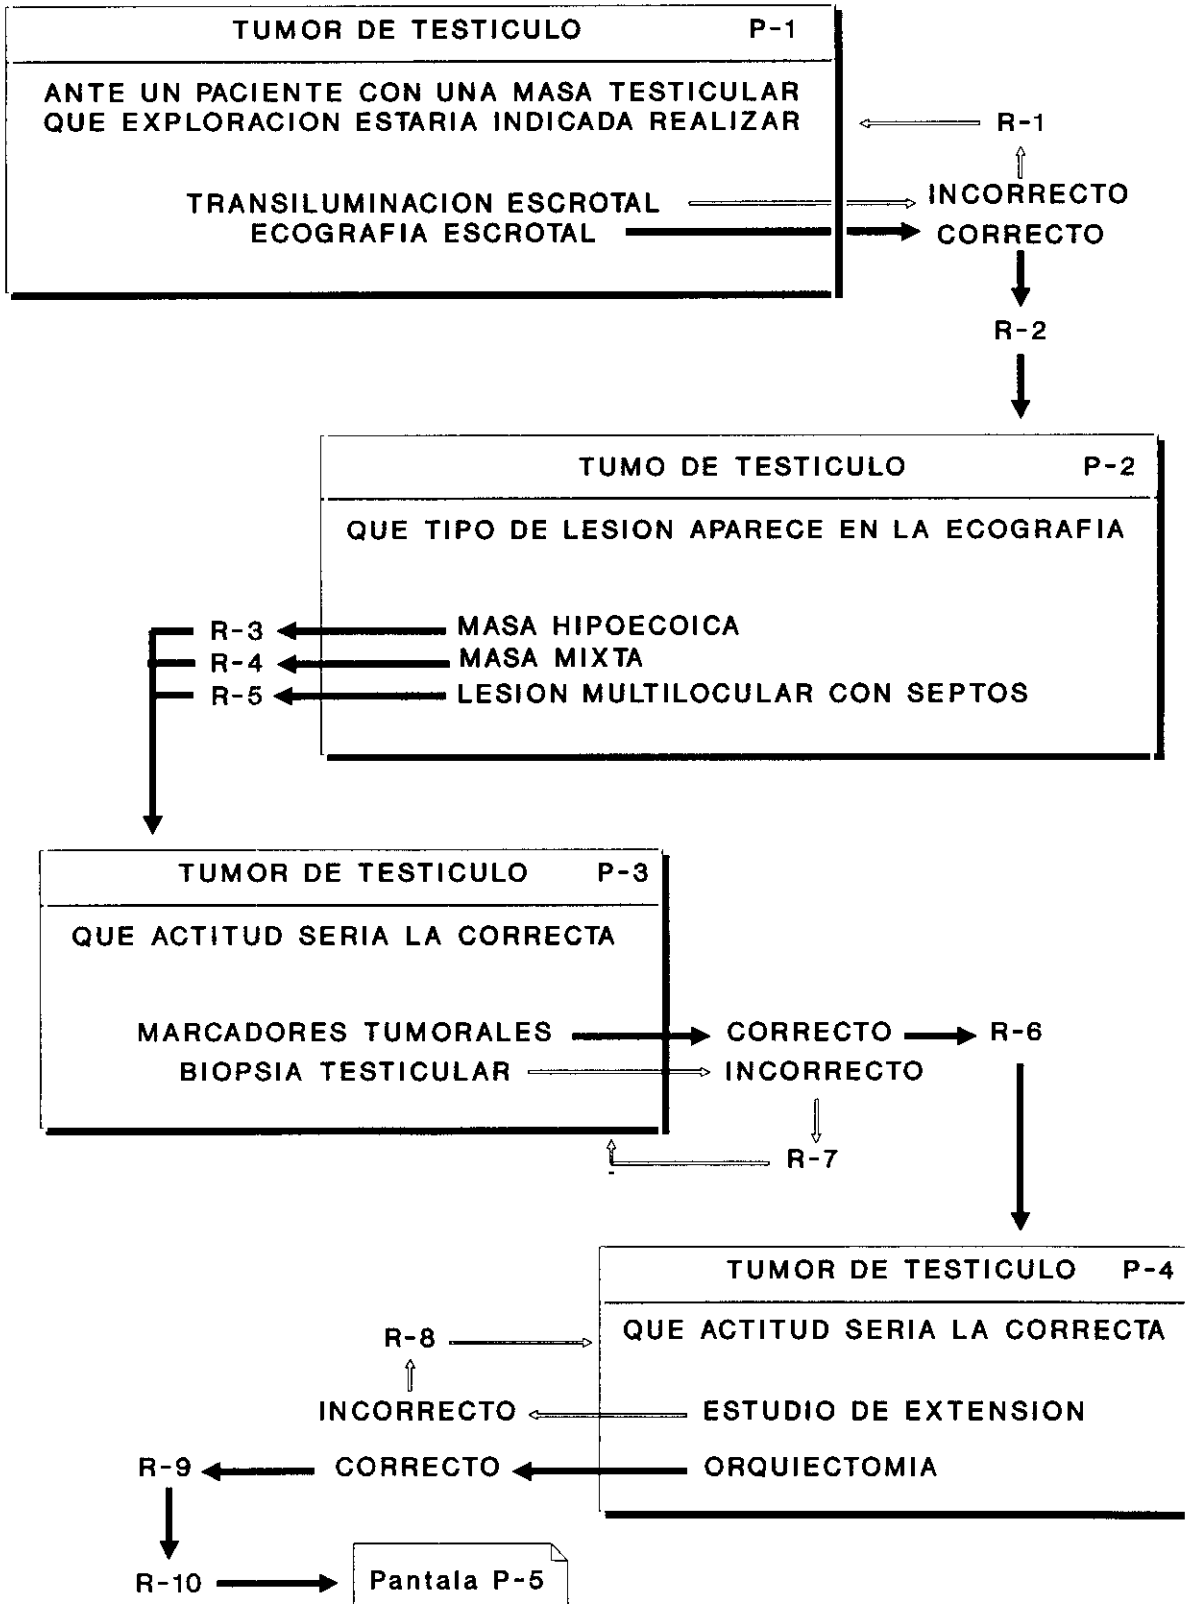 TUMOR DE TESTICULO P-1
ANTE UN PACIENTE CON UNA MASA TESTICULAR
QUE EXPLORACION ESTARIA INDICADA REALIZAR
R-1
TRANSILUMINACION ESCROTAL INCORRECTO
ECOGRAFIA ESCROTAL CORRECTO
R-2
TUMO DE TESTICULO P-2
QUE TIPO DE LESION APARECE EN LA ECOGRAFIA
R-3 MASA HIPOECOICA
R-4 MASA MIXTA
R-5 LESION MULTILOCULAR CON SEPTOS
TUMOR DE TESTICULO P-3
QUE ACTITUD SERIA LA CORRECTA
MARCADORES TUMORALES CORRECTO R-6
BIOPSIA TESTICULAR INCORRECTO
R-7
TUMOR DE TESTICULO P-4
QUE ACTITUD SERIA LA CORRECTA
R-8
INCORRECTO ESTUDIO DE EXTENSION
R-9 CORRECTO ORQUIECTOMIA
R-10 Pantala P-5